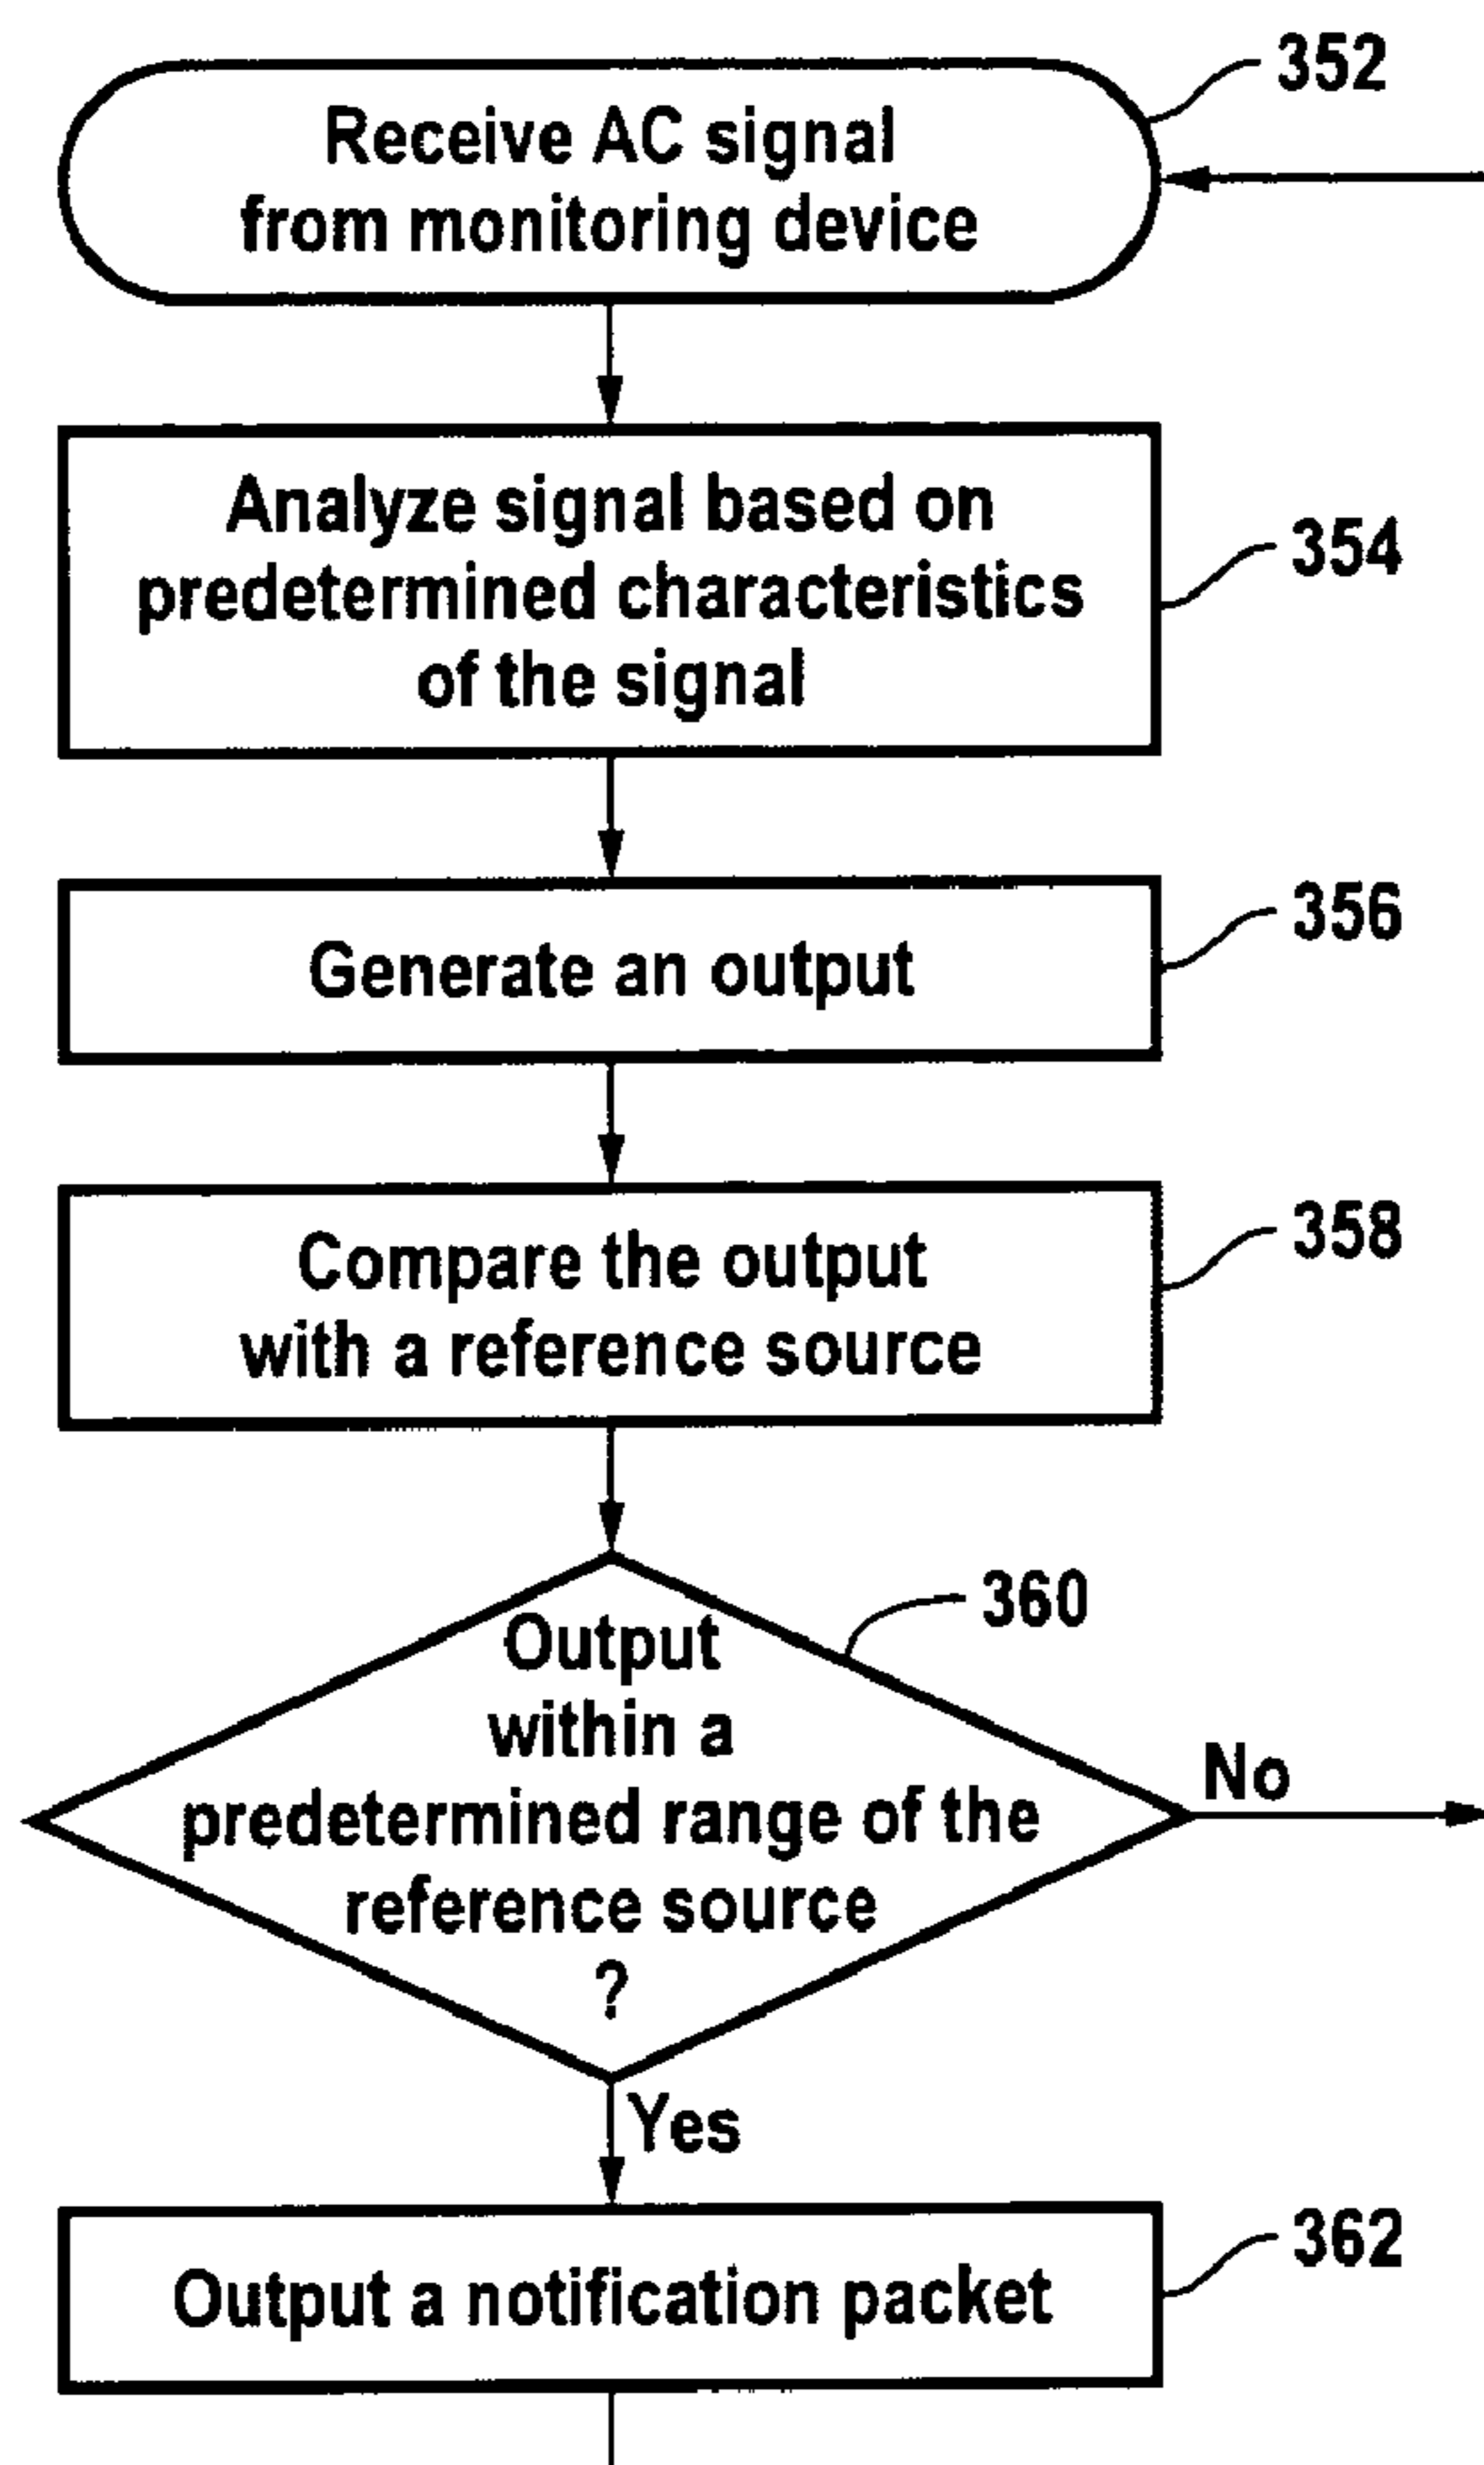 352
Receive AC signal
from monitoring device
Analyze signal based on
predetermined characteristics
of the signal
354
Generate an output
356
Compare the output
with a reference source
358
360
Output
within a
predetermined range of the
reference source
?
No
Yes
Output a notification packet
362